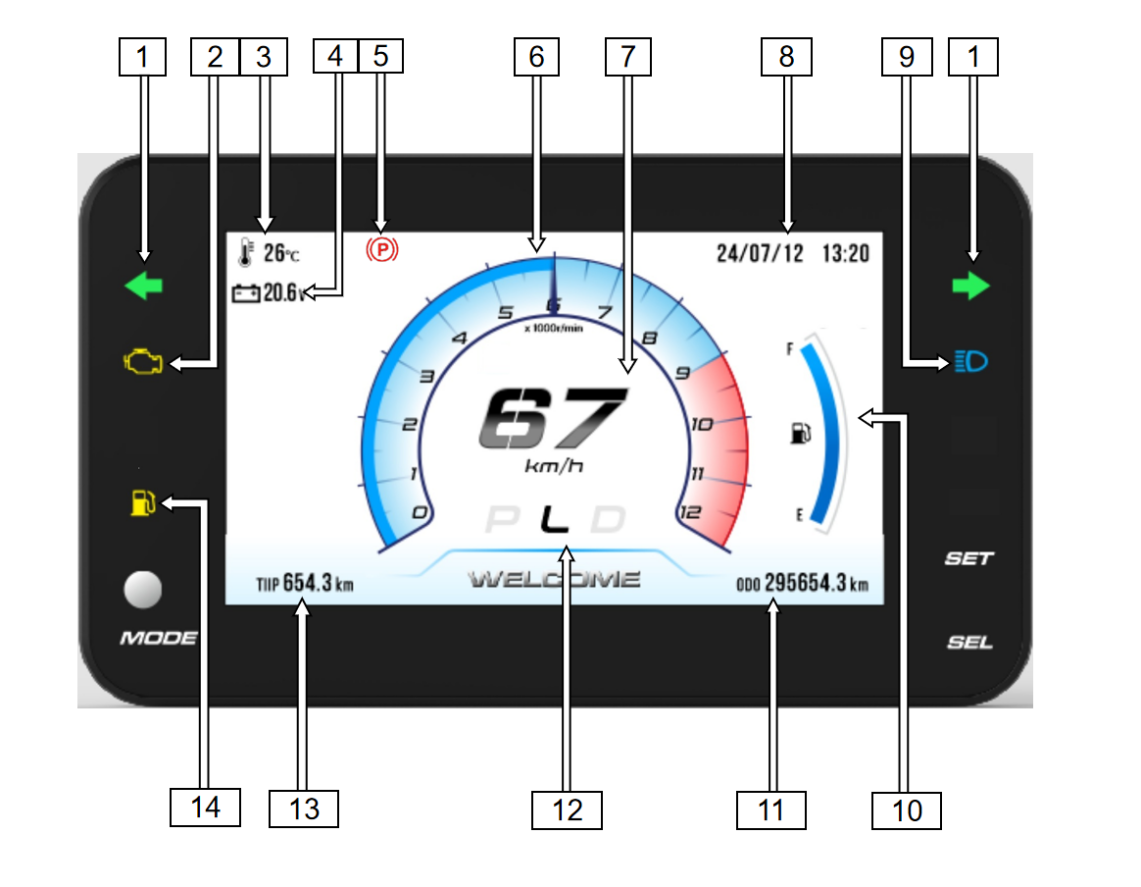 1 2 3 4 5 6 7 8 9 1
26°C
P
24/07/12 13:20
20.6V
0 1 2 3 4 5 6 7 8 9 10 11 12
x 1000r/min
67
km/h
P L D
F
E
TIIP 654.3 km
WELCOME
ODO 295654.3 km
MODE
SET
SEL
14 13 12 11 10